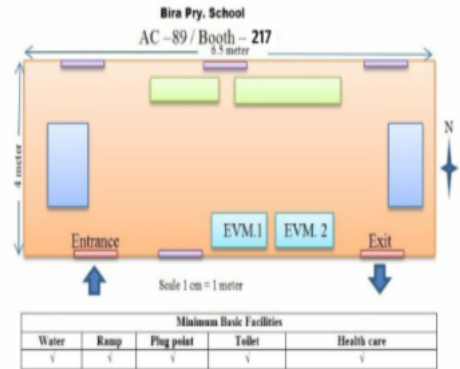 Bira Pry. School
AC –89 / Booth – 217
6.5 meter
4 meter
N
EVM.1 EVM. 2
Entrance
Exit
Scale 1 cm = 1 meter
Minimum Basic Facilities
Water Ramp Plug point Toilet Health care
√ √ √ √ √